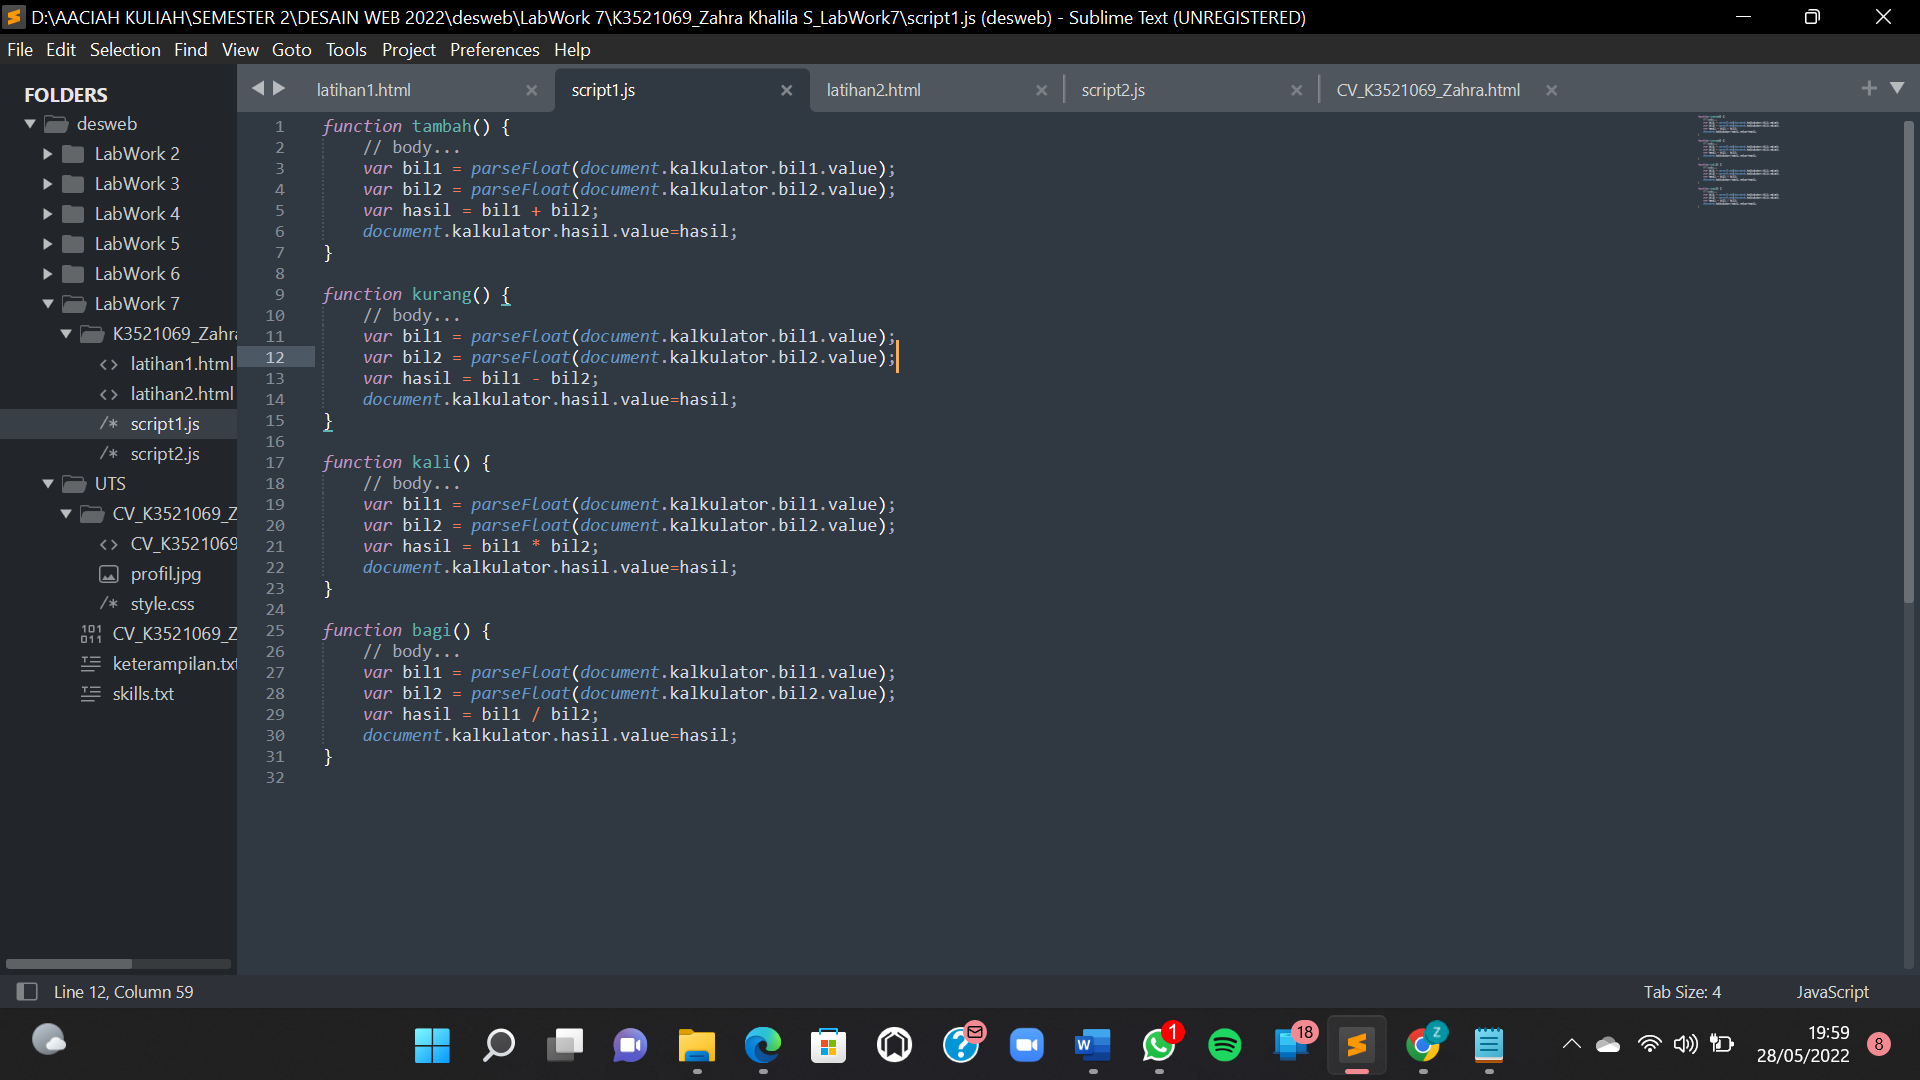 D:\AACIAH KULIAH\SEMESTER 2\DESAIN WEB 2022\desweb\LabWork 7\K3521069_Zahra Khalila S_LabWork7\script1.js (desweb) - Sublime Text (UNREGISTERED)
File Edit Selection Find View Goto Tools Project Preferences Help
FOLDERS
desweb
LabWork 2
LabWork 3
LabWork 4
LabWork 5
LabWork 6
LabWork 7
K3521069_Zahra
<> latihan1.html
<> latihan2.html
/* script1.js
/* script2.js
UTS
CV_K3521069_Z
<> CV_K3521069
profil.jpg
/* style.css
CV_K3521069_Z
keterampilan.txt
skills.txt
latihan1.html script1.js latihan2.html script2.js CV_K3521069_Zahra.html
1 function tambah() {
2 // body...
3 var bil1 = parseFloat(document.kalkulator.bil1.value);
4 var bil2 = parseFloat(document.kalkulator.bil2.value);
5 var hasil = bil1 + bil2;
6 document.kalkulator.hasil.value=hasil;
7 }
8
9 function kurang() {
10 // body...
11 var bil1 = parseFloat(document.kalkulator.bil1.value);
12 var bil2 = parseFloat(document.kalkulator.bil2.value);
13 var hasil = bil1 - bil2;
14 document.kalkulator.hasil.value=hasil;
15 }
16
17 function kali() {
18 // body...
19 var bil1 = parseFloat(document.kalkulator.bil1.value);
20 var bil2 = parseFloat(document.kalkulator.bil2.value);
21 var hasil = bil1 * bil2;
22 document.kalkulator.hasil.value=hasil;
23 }
24
25 function bagi() {
26 // body...
27 var bil1 = parseFloat(document.kalkulator.bil1.value);
28 var bil2 = parseFloat(document.kalkulator.bil2.value);
29 var hasil = bil1 / bil2;
30 document.kalkulator.hasil.value=hasil;
31 }
32
Line 12, Column 59 Tab Size: 4 JavaScript
W 1 18 Z
19:59
28/05/2022
8